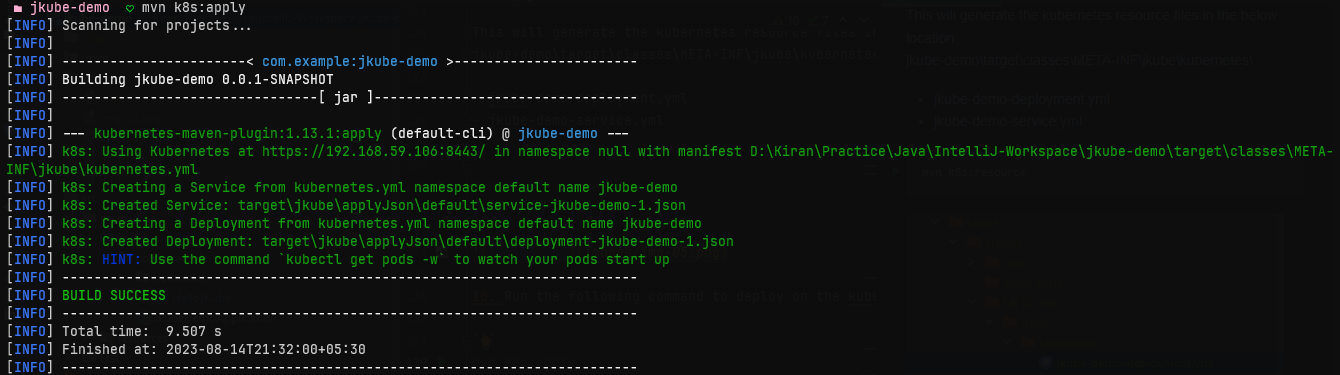 jkube-demo ♡ mvn k8s:apply
[INFO] Scanning for projects...
[INFO]
[INFO] -----------------------< com.example:jkube-demo >-----------------------
[INFO] Building jkube-demo 0.0.1-SNAPSHOT
[INFO] --------------------------------[ jar ]---------------------------------
[INFO]
[INFO] --- kubernetes-maven-plugin:1.13.1:apply (default-cli) @ jkube-demo ---
[INFO] k8s: Using Kubernetes at https://192.168.59.106:8443/ in namespace null with manifest D:\Kiran\Practice\Java\IntelliJ-Workspace\jkube-demo\target\classes\META-
INF\jkube\kubernetes.yml
[INFO] k8s: Creating a Service from kubernetes.yml namespace default name jkube-demo
[INFO] k8s: Created Service: target\jkube\applyJson\default\service-jkube-demo-1.json
[INFO] k8s: Creating a Deployment from kubernetes.yml namespace default name jkube-demo
[INFO] k8s: Created Deployment: target\jkube\applyJson\default\deployment-jkube-demo-1.json
[INFO] k8s: HINT: Use the command `kubectl get pods -w` to watch your pods start up
[INFO] ------------------------------------------------------------------------
[INFO] BUILD SUCCESS
[INFO] ------------------------------------------------------------------------
[INFO] Total time:  9.507 s
[INFO] Finished at: 2023-08-14T21:32:00+05:30
[INFO] ------------------------------------------------------------------------